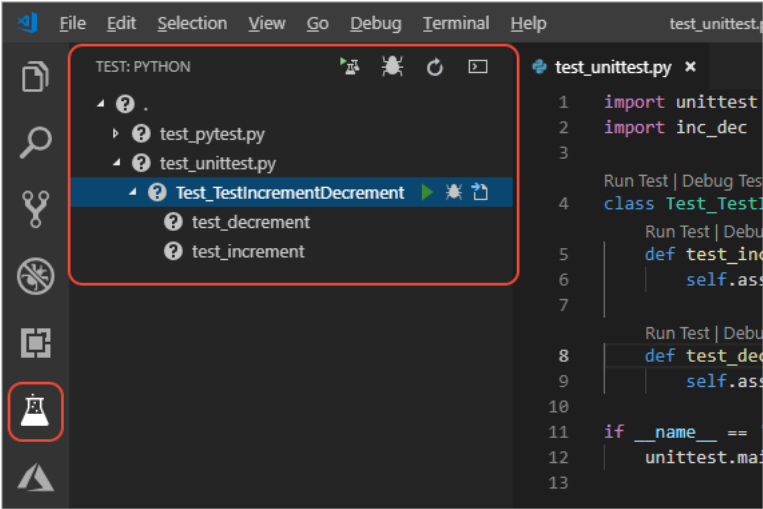 File Edit Selection View Go Debug Terminal Help test_unittest.p
TEST: PYTHON
.
test_pytest.py
test_unittest.py
Test_TestIncrementDecrement
test_decrement
test_increment
test_unittest.py ×
1 import unittest
2 import inc_dec
3
Run Test | Debug Tes
4 class Test_TestI
Run Test | Debu
5 def test_inc
6 self.ass
7
Run Test | Debu
8 def test_dec
9 self.ass
10
11 if __name__ == '
12 unittest.mai
13